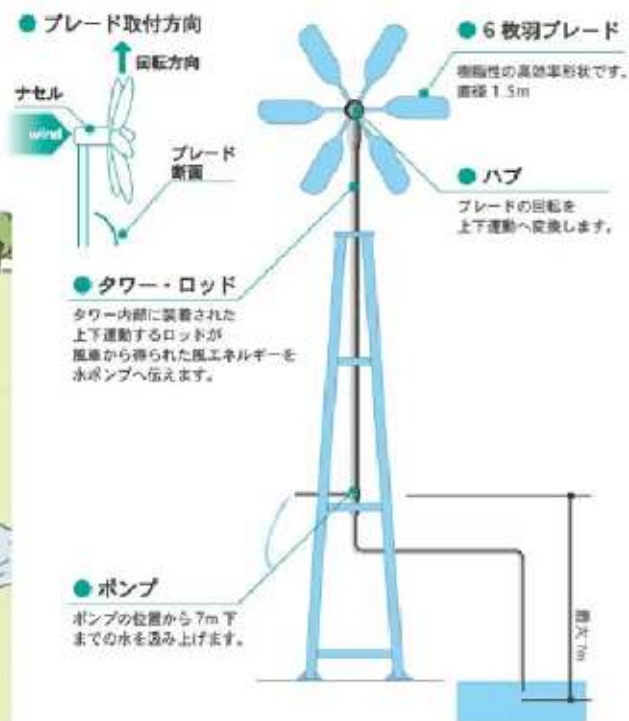 ブレード取付方向
回転方向
ナセル
wind
ブレード
断面
6枚羽ブレード
樹脂性の高効率形状です。
直径1.5m
ハブ
ブレードの回転を
上下運動へ変換します。
タワー・ロッド
タワー内部に装着された
上下運動するロッドが
風車から得られた風エネルギーを
水ポンプへ伝えます。
ポンプ
ポンプの位置から7m下
までの水を汲み上げます。
最大7m